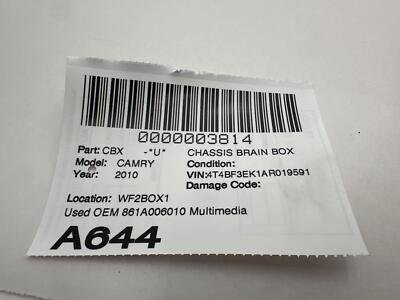 0000003814
Part: CBX -"U"- CHASSIS BRAIN BOX
Model: CAMRY Condition:
Year: 2010 VIN:4T4BF3EK1AR019591
Damage Code:
Location: WF2BOX1
Used OEM 861A006010 Multimedia
A644